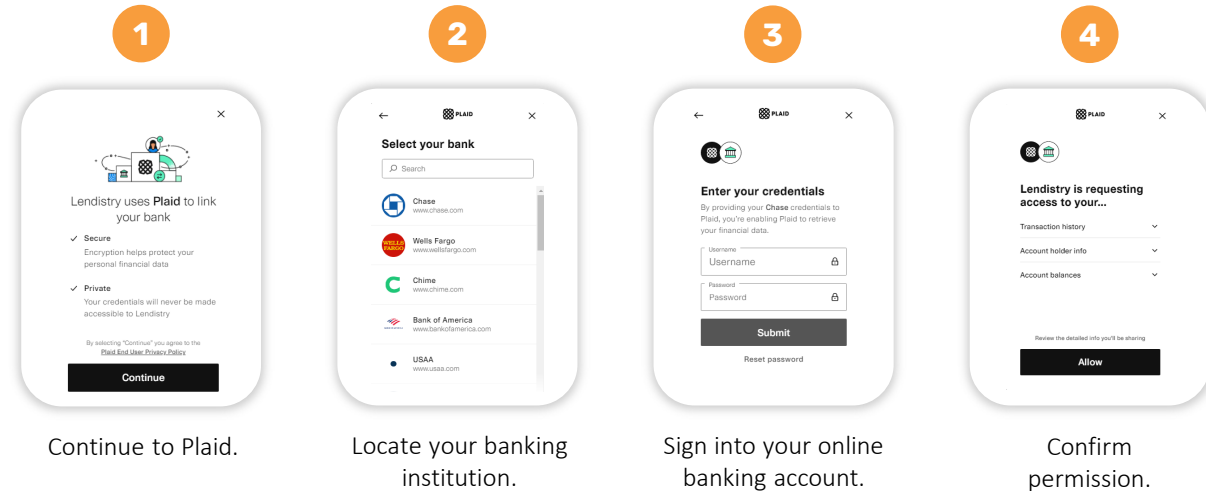 1
Lendistry uses Plaid to link
your bank
Secure
Encryption helps protect your
personal financial data
Private
Your credentials will never be made
accessible to Lendistry
By selecting "Continue" you agree to the
Plaid End User Privacy Policy
Continue
Continue to Plaid.
2
PLAID
Select your bank
Search
Chase
www.chase.com
WELLS
FARGO
Wells Fargo
www.wellsfargo.com
Chime
www.chime.com
Bank of America
www.bankofamerica.com
USAA
www.usaa.com
Locate your banking
institution.
3
PLAID
Enter your credentials
By providing your Chase credentials to
Plaid, you're enabling Plaid to retrieve
your financial data.
Username
Username
Password
Password
Submit
Reset password
Sign into your online
banking account.
4
PLAID
Lendistry is requesting
access to your...
Transaction history
Account holder info
Account balances
Review the detailed info you'll be sharing
Allow
Confirm
permission.